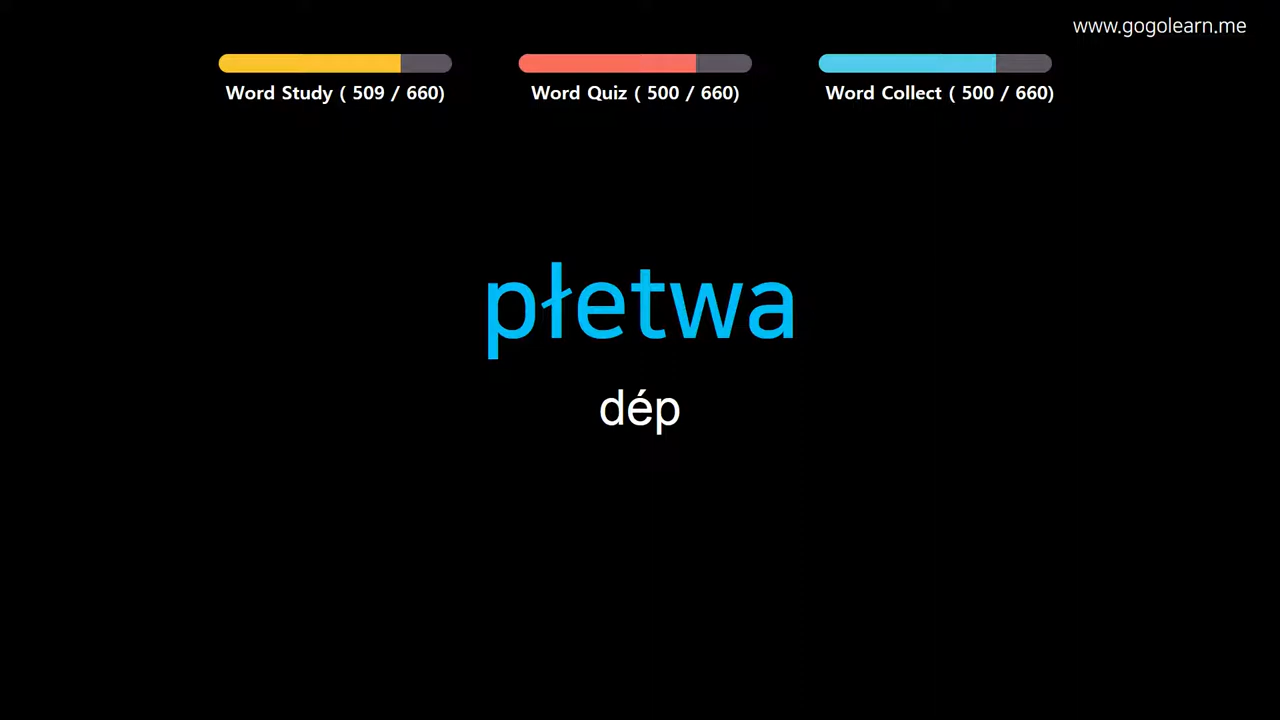 www.gogolearn.me
Word Study ( 509 / 660)
Word Quiz ( 500 / 660)
Word Collect ( 500 / 660)
płetwa
dép